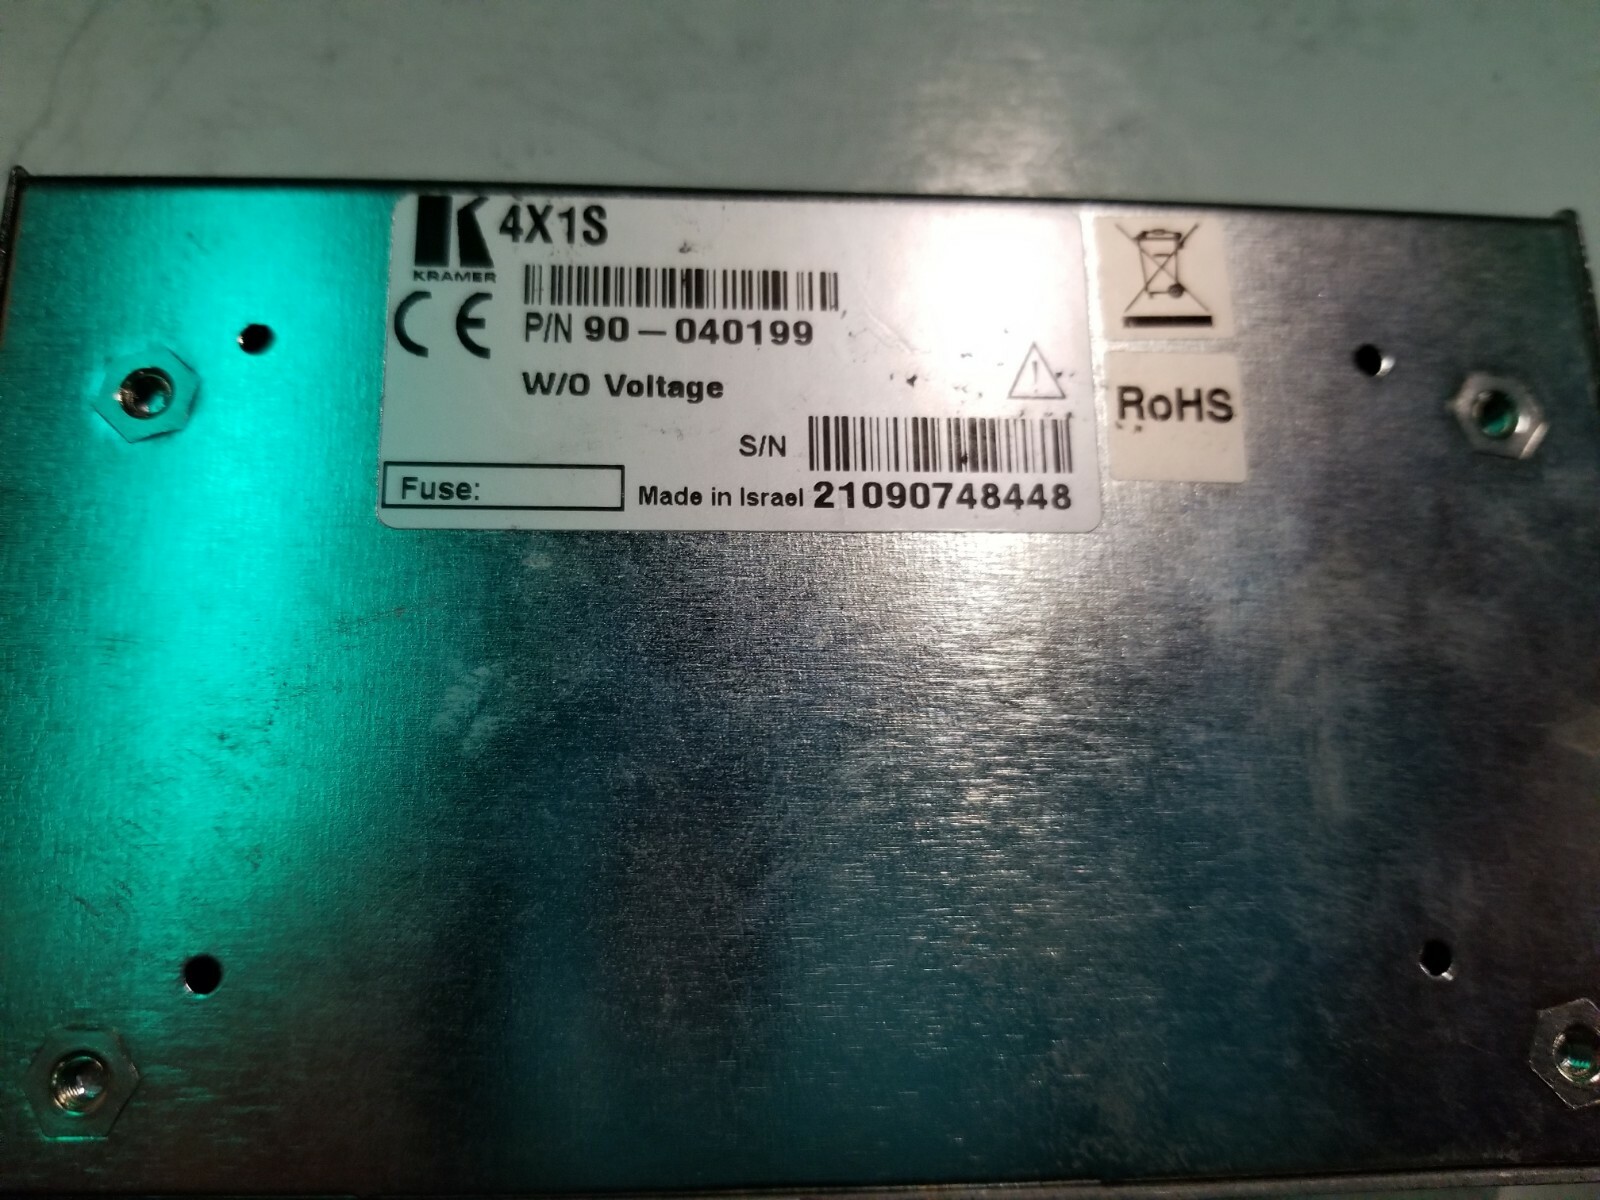 4X1S
KRAMER
CE
P/N 90-040199
W/O Voltage
S/N
Fuse:
Made in Israel 21090748448
RoHS